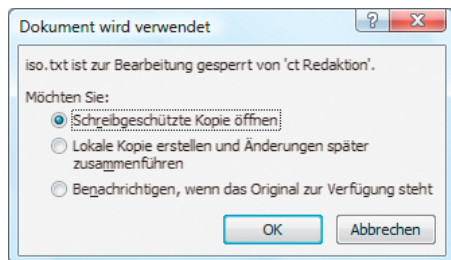 Dokument wird verwendet
iso.txt ist zur Bearbeitung gesperrt von 'ct Redaktion'.
Möchten Sie:
Schreibgeschützte Kopie öffnen
Lokale Kopie erstellen und Änderungen später
zusammenführen
Benachrichtigen, wenn das Original zur Verfügung steht
OK Abbrechen